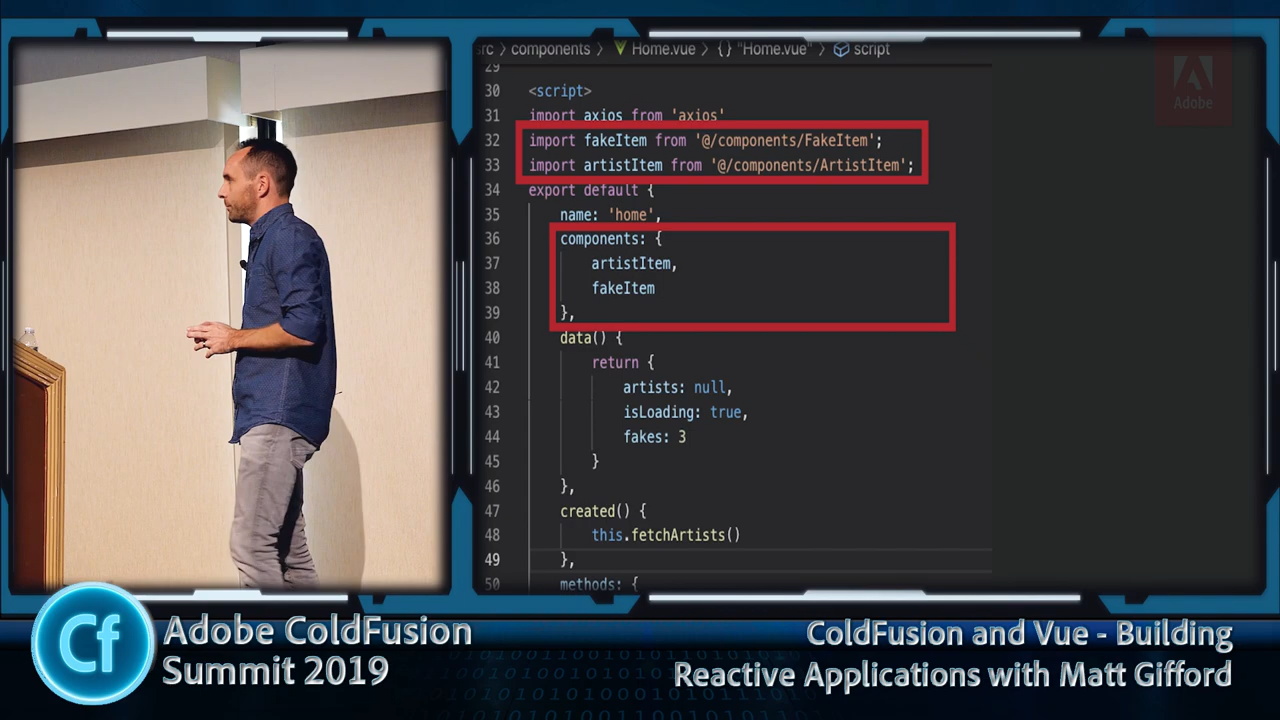 src > components > Home.vue > {} "Home.vue" > script
29
30 <script>
31 import axios from 'axios'
32 import fakeItem from '@/components/FakeItem';
33 import artistItem from '@/components/ArtistItem';
34 export default {
35 name: 'home',
36 components: {
37 artistItem,
38 fakeItem
39 },
40 data() {
41 return {
42 artists: null,
43 isLoading: true,
44 fakes: 3
45 }
46 },
47 created() {
48 this.fetchArtists()
49 },
50 methods: {
Adobe
Cf
Adobe ColdFusion
Summit 2019
ColdFusion and Vue - Building
Reactive Applications with Matt Gifford